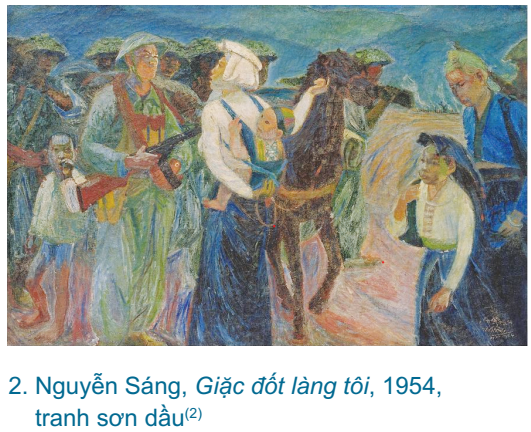 2. Nguyễn Sáng, Giặc đốt làng tôi, 1954,
tranh sơn dầu(2)